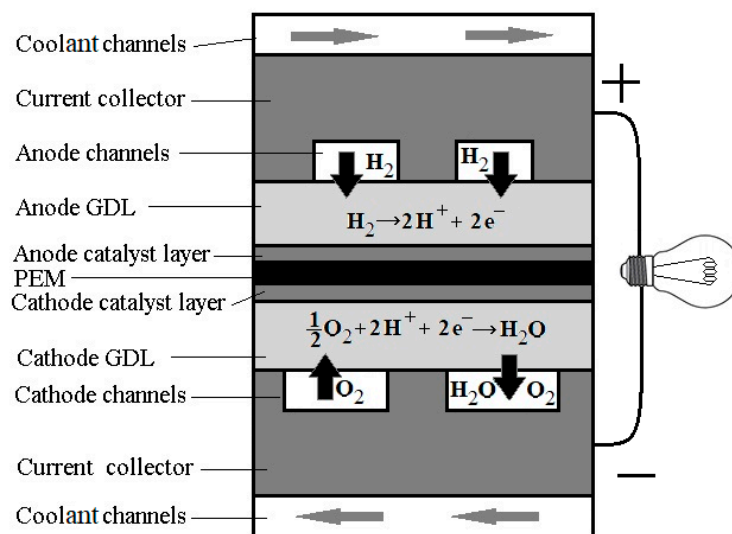 Coolant channels
Current collector
+
Anode channels
H₂
H₂
Anode GDL
H₂→2H⁺ + 2e⁻
Anode catalyst layer
PEM
Cathode catalyst layer
½O₂+2H⁺ + 2e⁻→H₂O
Cathode GDL
Cathode channels
O₂
H₂O O₂
Current collector
−
Coolant channels